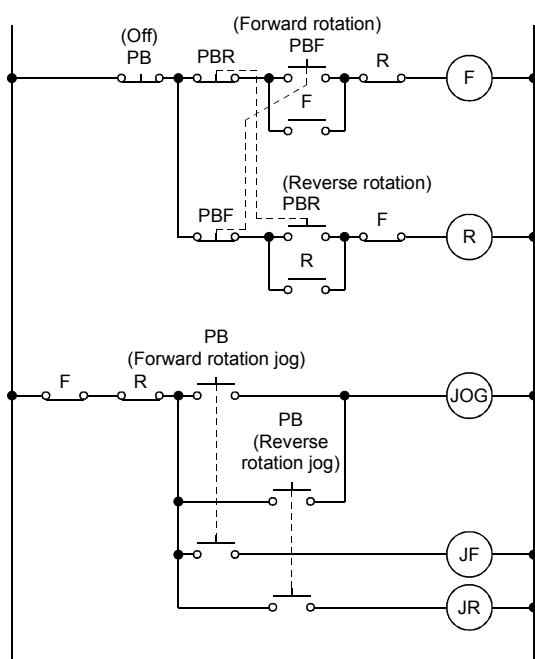 (Forward rotation)
(Off)
PB PBR PBF R
F
F
(Reverse rotation)
PBF PBR F
R
R
PB
(Forward rotation jog)
F R
JOG
PB
(Reverse
rotation jog)
JF
JR